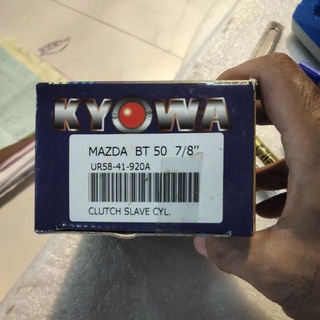 KYOWA
MAZDA BT 50 7/8"
UR58-41-920A
CLUTCH SLAVE CYL.